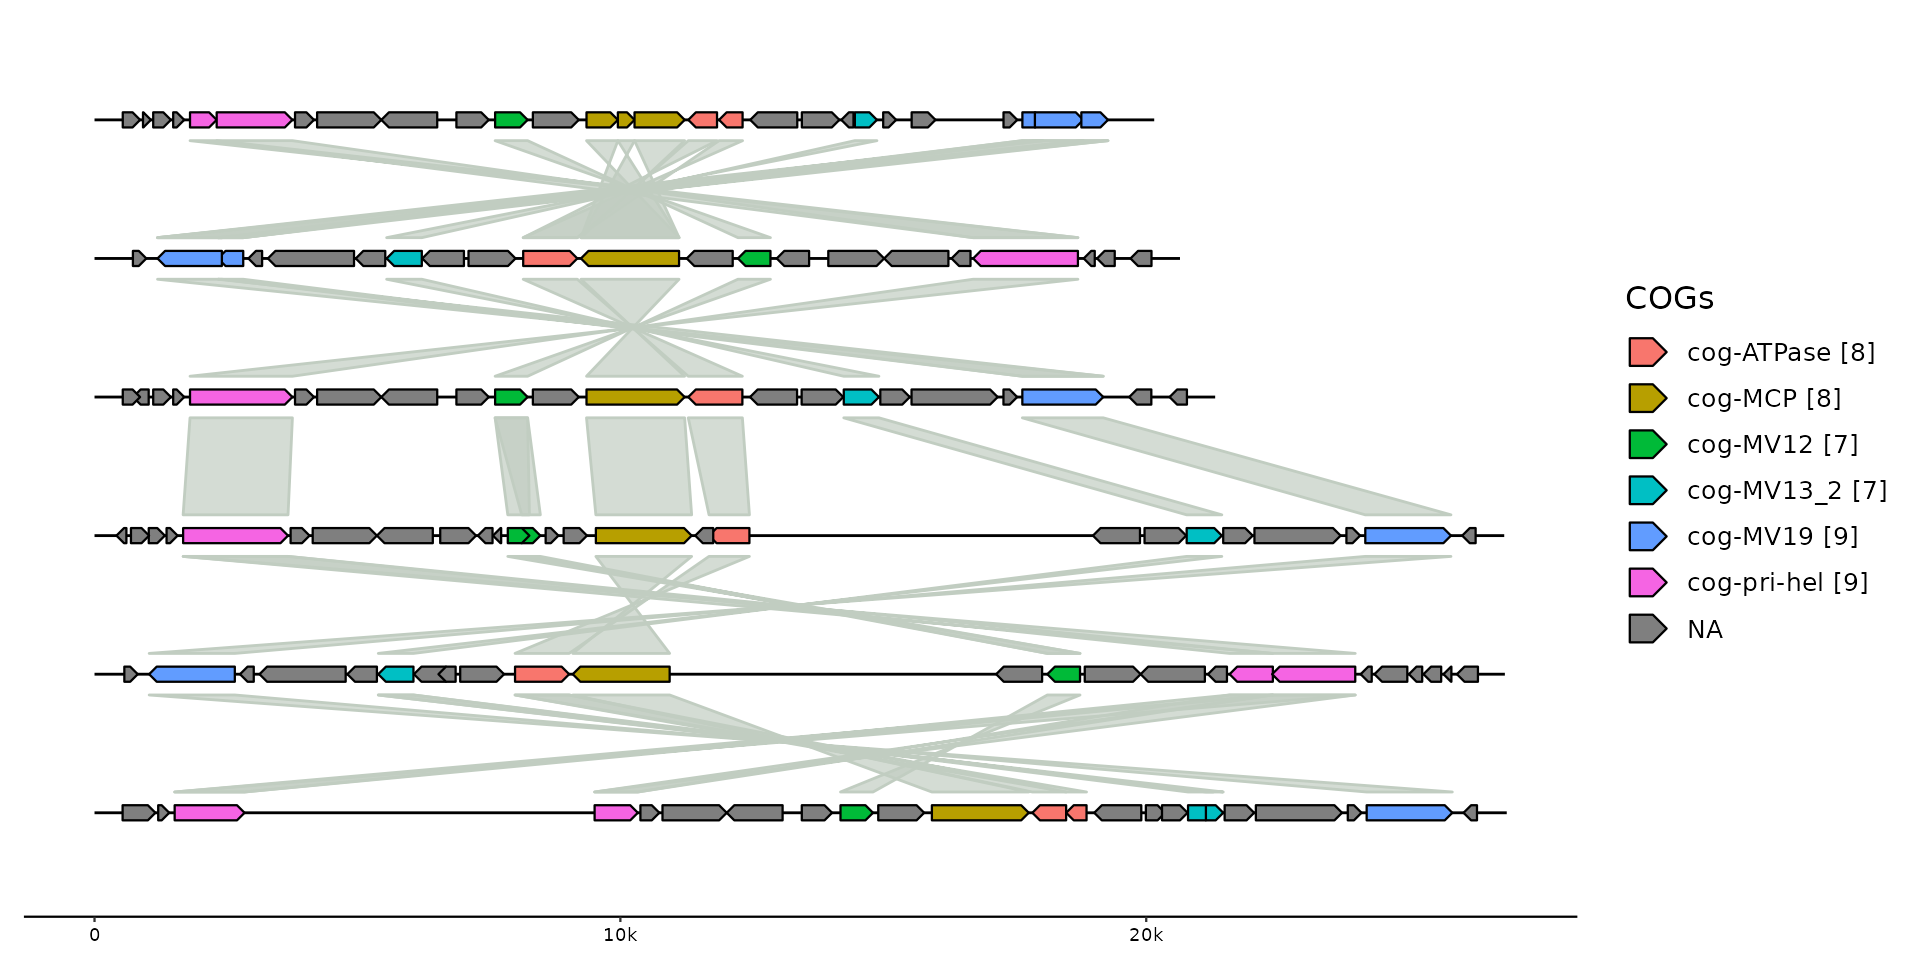 COGs
cog-ATPase [8]
cog-MCP [8]
cog-MV12 [7]
cog-MV13_2 [7]
cog-MV19 [9]
cog-pri-hel [9]
NA
0 10k 20k